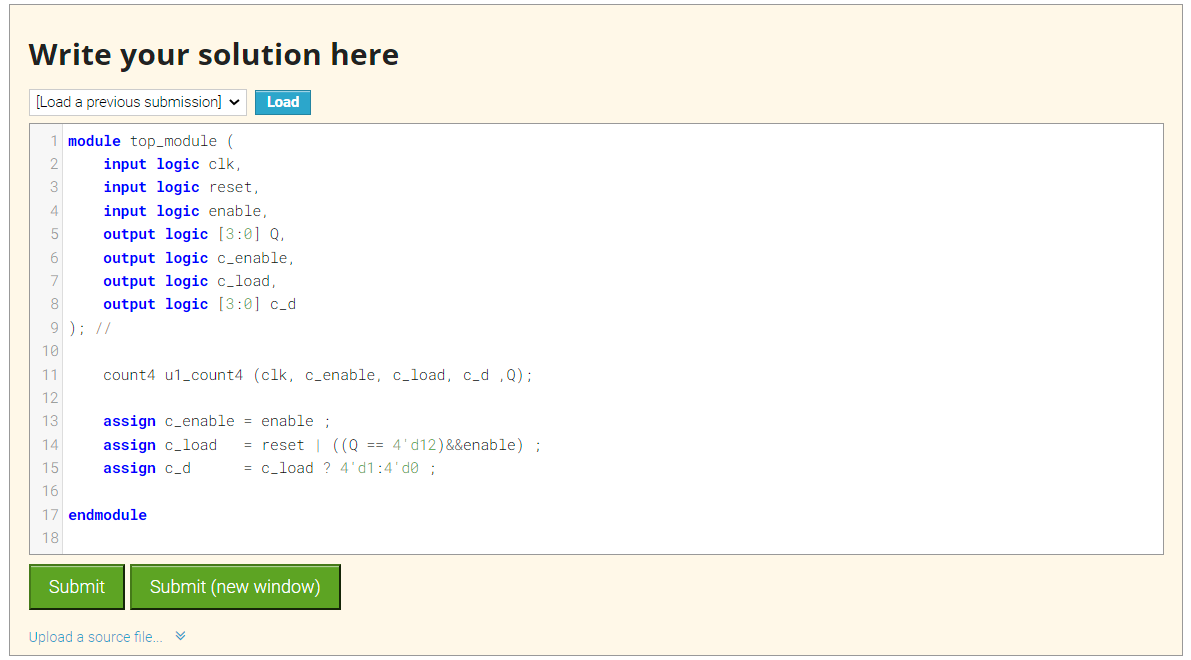 Write your solution here
[Load a previous submission] Load
1 module top_module (
2     input logic clk,
3     input logic reset,
4     input logic enable,
5     output logic [3:0] Q,
6     output logic c_enable,
7     output logic c_load,
8     output logic [3:0] c_d
9 ); //
10
11     count4 u1_count4 (clk, c_enable, c_load, c_d ,Q);
12
13     assign c_enable = enable ;
14     assign c_load   = reset | ((Q == 4'd12)&&enable) ;
15     assign c_d      = c_load ? 4'd1:4'd0 ;
16
17 endmodule
18
Submit Submit (new window)
Upload a source file...